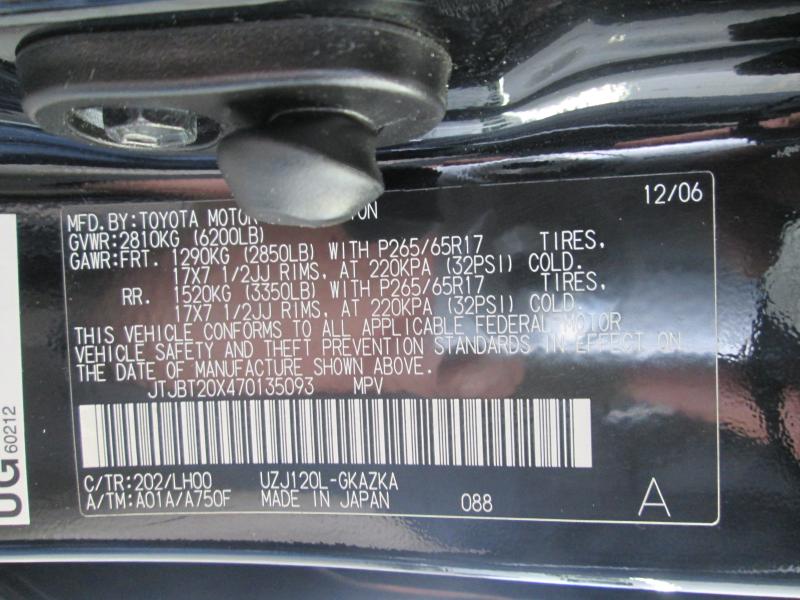 12/06
MFD. BY:TOYOTA MOTOR
GVWR:2810KG (6200LB)
GAWR:FRT. 1290KG (2850LB) WITH P265/65R17 TIRES,
17X7 1/2JJ RIMS, AT 220KPA (32PSI) COLD.
RR. 1520KG (3350LB) WITH P265/65R17 TIRES,
17X7 1/2JJ RIMS, AT 220KPA (32PSI) COLD.
THIS VEHICLE CONFORMS TO ALL APPLICABLE FEDERAL MOTOR
VEHICLE SAFETY AND THEFT PREVENTION STANDARDS IN EFFECT ON
THE DATE OF MANUFACTURE SHOWN ABOVE.
JTJBT20X470135093 MPV
C/TR:202/LH00 UZJ120L-GKAZKA
A/TM:A01A/A750F MADE IN JAPAN 088 A
60212